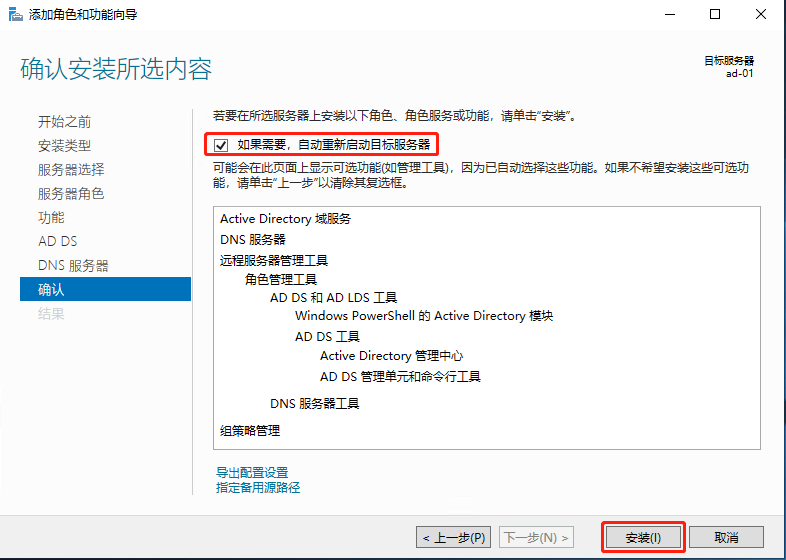 添加角色和功能向导
确认安装所选内容
目标服务器
ad-01
开始之前
安装类型
服务器选择
服务器角色
功能
AD DS
DNS 服务器
确认
结果
若要在所选服务器上安装以下角色、角色服务或功能，请单击“安装”。
如果需要，自动重新启动目标服务器
可能会在此页面上显示可选功能(如管理工具)，因为已自动选择这些功能。如果不希望安装这些可选功
能，请单击“上一步”以清除其复选框。
Active Directory 域服务
DNS 服务器
远程服务器管理工具
角色管理工具
AD DS 和 AD LDS 工具
Windows PowerShell 的 Active Directory 模块
AD DS 工具
Active Directory 管理中心
AD DS 管理单元和命令行工具
DNS 服务器工具
组策略管理
导出配置设置
指定备用源路径
< 上一步(P)
下一步(N) >
安装(I)
取消